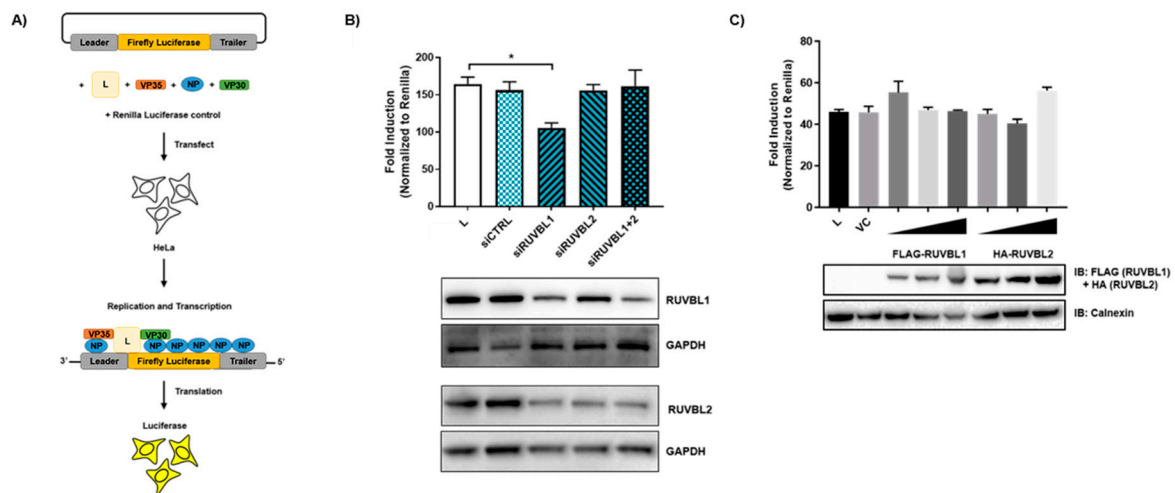 A)
Leader Firefly Luciferase Trailer
+ L + VP35 + NP + VP30
+ Renilla Luciferase control
Transfect
HeLa
Replication and Transcription
VP35 L VP30
NP NP NP NP NP NP
3' Leader Firefly Luciferase Trailer 5'
Translation
Luciferase
B)
Fold Induction
(Normalized to Renilla)
200
150
100
50
0
*
L siCTRL siRUVBL1 siRUVBL2 siRUVBL1+2
RUVBL1
GAPDH
RUVBL2
GAPDH
C)
Fold Induction
(Normalized to Renilla)
80
60
40
20
0
L VC
FLAG-RUVBL1 HA-RUVBL2
IB: FLAG (RUVBL1)
+ HA (RUVBL2)
IB: Calnexin